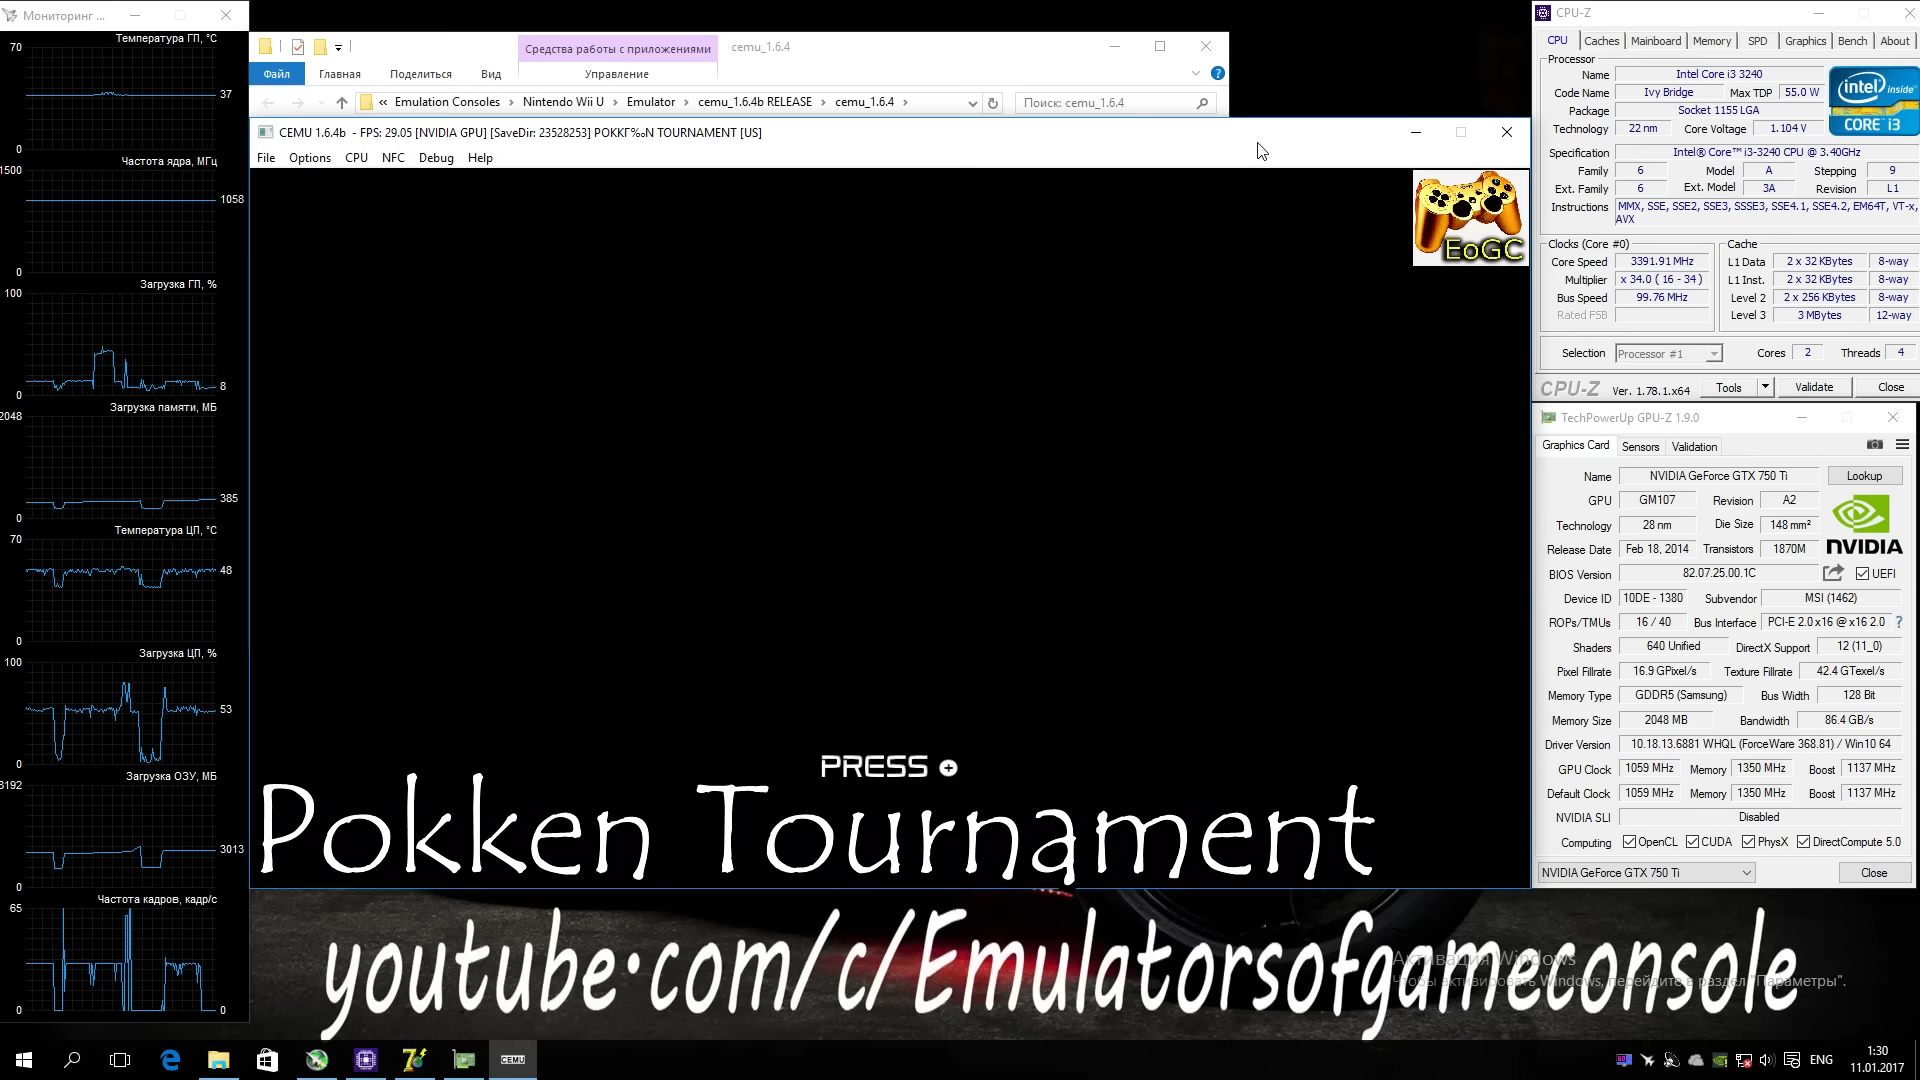 Мониторинг ...
Температура ГП, °C
70
37
0
Частота ядра, МГц
1500
1058
0
Загрузка ГП, %
100
8
0
Загрузка памяти, МБ
2048
385
0
Температура ЦП, °C
70
48
0
Загрузка ЦП, %
100
53
0
Загрузка ОЗУ, МБ
8192
3013
0
Частота кадров, кадр/с
65
0
0
Средства работы с приложениями
cemu_1.6.4
Файл
Главная
Поделиться
Вид
Управление
« Emulation Consoles › Nintendo Wii U › Emulator › cemu_1.6.4b RELEASE › cemu_1.6.4 ›
Поиск: cemu_1.6.4
CEMU 1.6.4b - FPS: 29.05 [NVIDIA GPU] [SaveDir: 23528253] POKKГ‰N TOURNAMENT [US]
File Options CPU NFC Debug Help
EoGC
PRESS +
Pokken Tournament
youtube.com/c/Emulatorsofgameconsole
Активация Windows
Чтобы активировать Windows, перейдите в раздел "Параметры".
CPU-Z
CPU Caches Mainboard Memory SPD Graphics Bench About
Processor
Name Intel Core i3 3240
Code Name Ivy Bridge Max TDP 55.0 W
Package Socket 1155 LGA
Technology 22 nm Core Voltage 1.104 V
intel inside™
CORE i3
Specification Intel® Core™ i3-3240 CPU @ 3.40GHz
Family 6 Model A Stepping 9
Ext. Family 6 Ext. Model 3A Revision L1
Instructions MMX, SSE, SSE2, SSE3, SSSE3, SSE4.1, SSE4.2, EM64T, VT-x,
AVX
Clocks (Core #0)
Core Speed 3391.91 MHz
Multiplier x 34.0 ( 16 - 34 )
Bus Speed 99.76 MHz
Rated FSB
Cache
L1 Data 2 x 32 KBytes 8-way
L1 Inst. 2 x 32 KBytes 8-way
Level 2 2 x 256 KBytes 8-way
Level 3 3 MBytes 12-way
Selection Processor #1 Cores 2 Threads 4
CPU-Z Ver. 1.78.1.x64 Tools Validate Close
TechPowerUp GPU-Z 1.9.0
Graphics Card Sensors Validation
Name NVIDIA GeForce GTX 750 Ti Lookup
GPU GM107 Revision A2
Technology 28 nm Die Size 148 mm²
Release Date Feb 18, 2014 Transistors 1870M
NVIDIA
BIOS Version 82.07.25.00.1C UEFI
Device ID 10DE - 1380 Subvendor MSI (1462)
ROPs/TMUs 16 / 40 Bus Interface PCI-E 2.0 x16 @ x16 2.0 ?
Shaders 640 Unified DirectX Support 12 (11_0)
Pixel Fillrate 16.9 GPixel/s Texture Fillrate 42.4 GTexel/s
Memory Type GDDR5 (Samsung) Bus Width 128 Bit
Memory Size 2048 MB Bandwidth 86.4 GB/s
Driver Version 10.18.13.6881 WHQL (ForceWare 368.81) / Win10 64
GPU Clock 1059 MHz Memory 1350 MHz Boost 1137 MHz
Default Clock 1059 MHz Memory 1350 MHz Boost 1137 MHz
NVIDIA SLI Disabled
Computing OpenCL CUDA PhysX DirectCompute 5.0
NVIDIA GeForce GTX 750 Ti Close
CEMU
ENG
1:30
11.01.2017